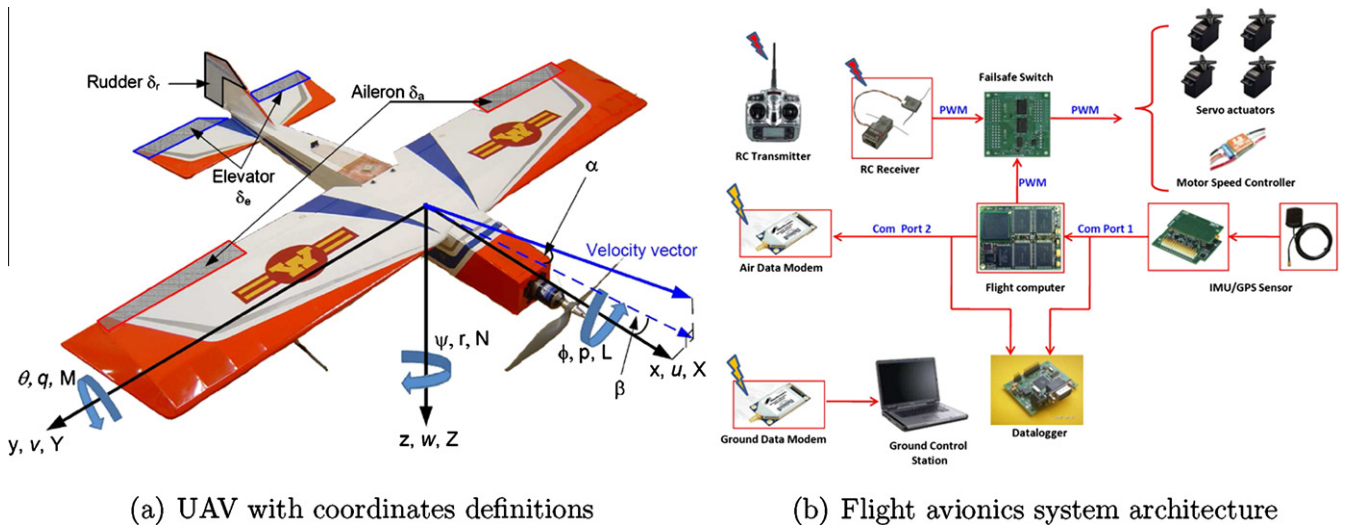 Rudder δr
Aileron δa
Elevator
δe
α
Velocity vector
ψ, r, N
ϕ, p, L
β
x, u, X
θ, q, M
y, v, Y
z, w, Z
(a) UAV with coordinates definitions
RC Transmitter
RC Receiver
PWM
Failsafe Switch
PWM
Servo actuators
Motor Speed Controller
PWM
Air Data Modem
Com Port 2
Flight computer
Com Port 1
IMU/GPS Sensor
Ground Data Modem
Ground Control
Station
Datalogger
(b) Flight avionics system architecture